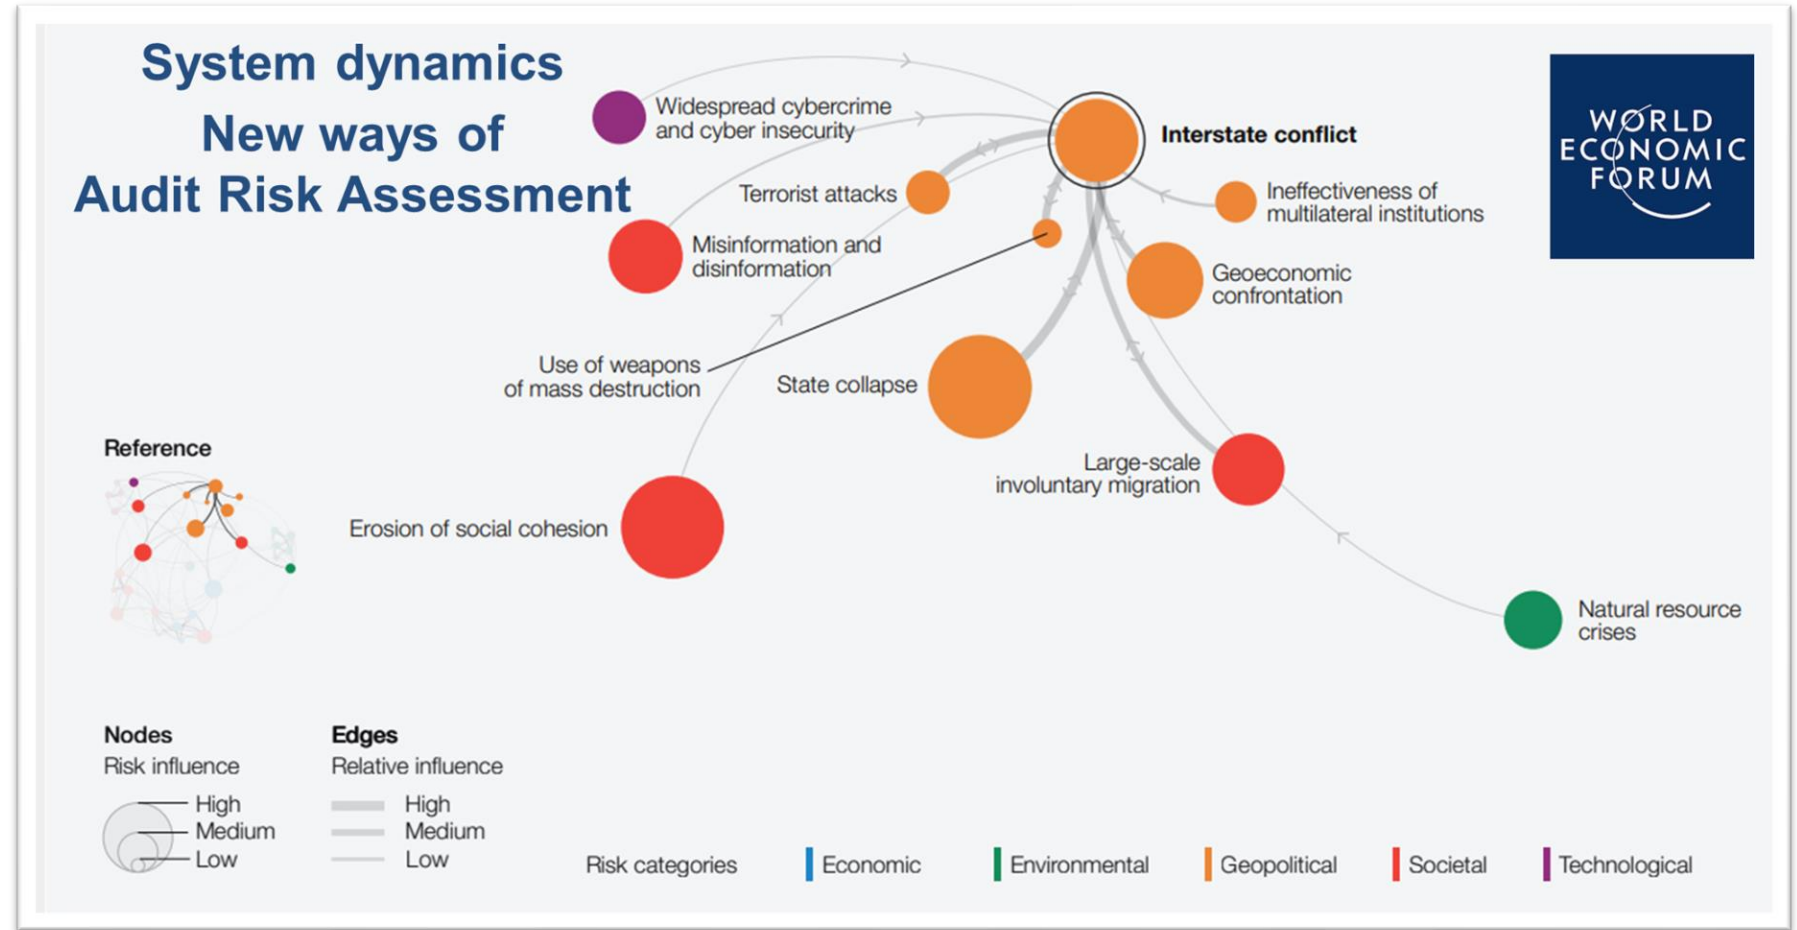 System dynamics
New ways of
Audit Risk Assessment
WORLD
ECONOMIC
FORUM
Widespread cybercrime
and cyber insecurity
Interstate conflict
Terrorist attacks
Ineffectiveness of
multilateral institutions
Misinformation and
disinformation
Geoeconomic
confrontation
Use of weapons
of mass destruction
State collapse
Reference
Large-scale
involuntary migration
Erosion of social cohesion
Natural resource
crises
Nodes
Risk influence
High
Medium
Low
Edges
Relative influence
High
Medium
Low
Risk categories
Economic
Environmental
Geopolitical
Societal
Technological